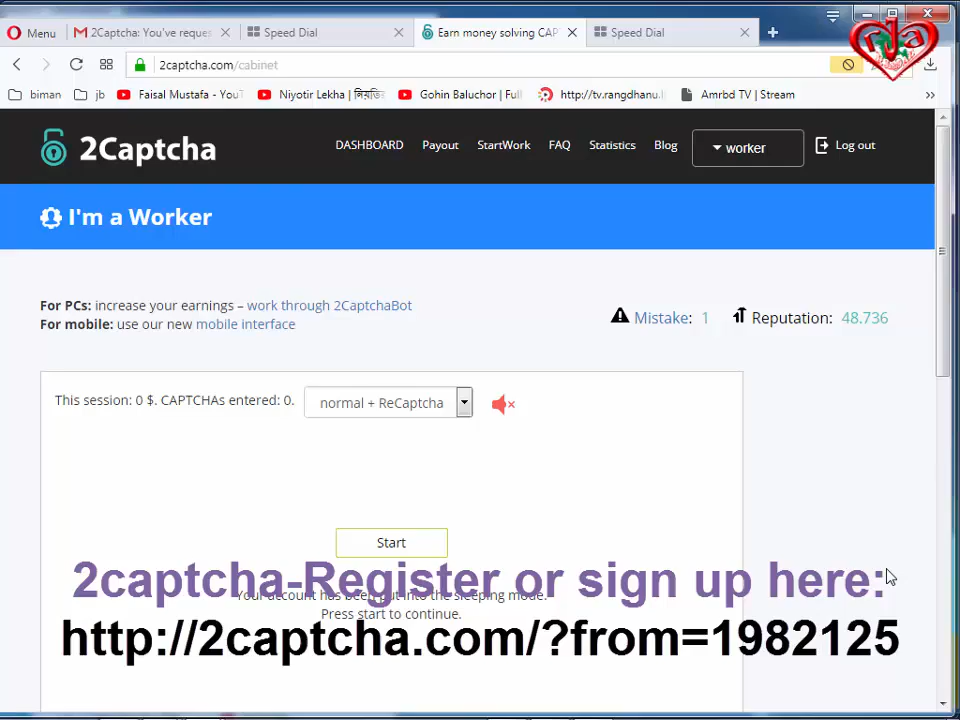 Menu
2Captcha: You've reques
Speed Dial
Earn money solving CAP
Speed Dial
2captcha.com/cabinet
biman
jb
Faisal Mustafa - YouT
Niyotir Lekha | নিয়তির
Gohin Baluchor | Full
http://tv.rangdhanu.l
Amrbd TV | Stream
»
2Captcha
DASHBOARD Payout StartWork FAQ Statistics Blog worker Log out
I'm a Worker
For PCs: increase your earnings – work through 2CaptchaBot
For mobile: use our new mobile interface
Mistake: 1 Reputation: 48.736
This session: 0 $. CAPTCHAs entered: 0. normal + ReCaptcha
Start
2captcha-Register or sign up here:
Your account has been put into the sleeping mode.
Press start to continue.
http://2captcha.com/?from=1982125